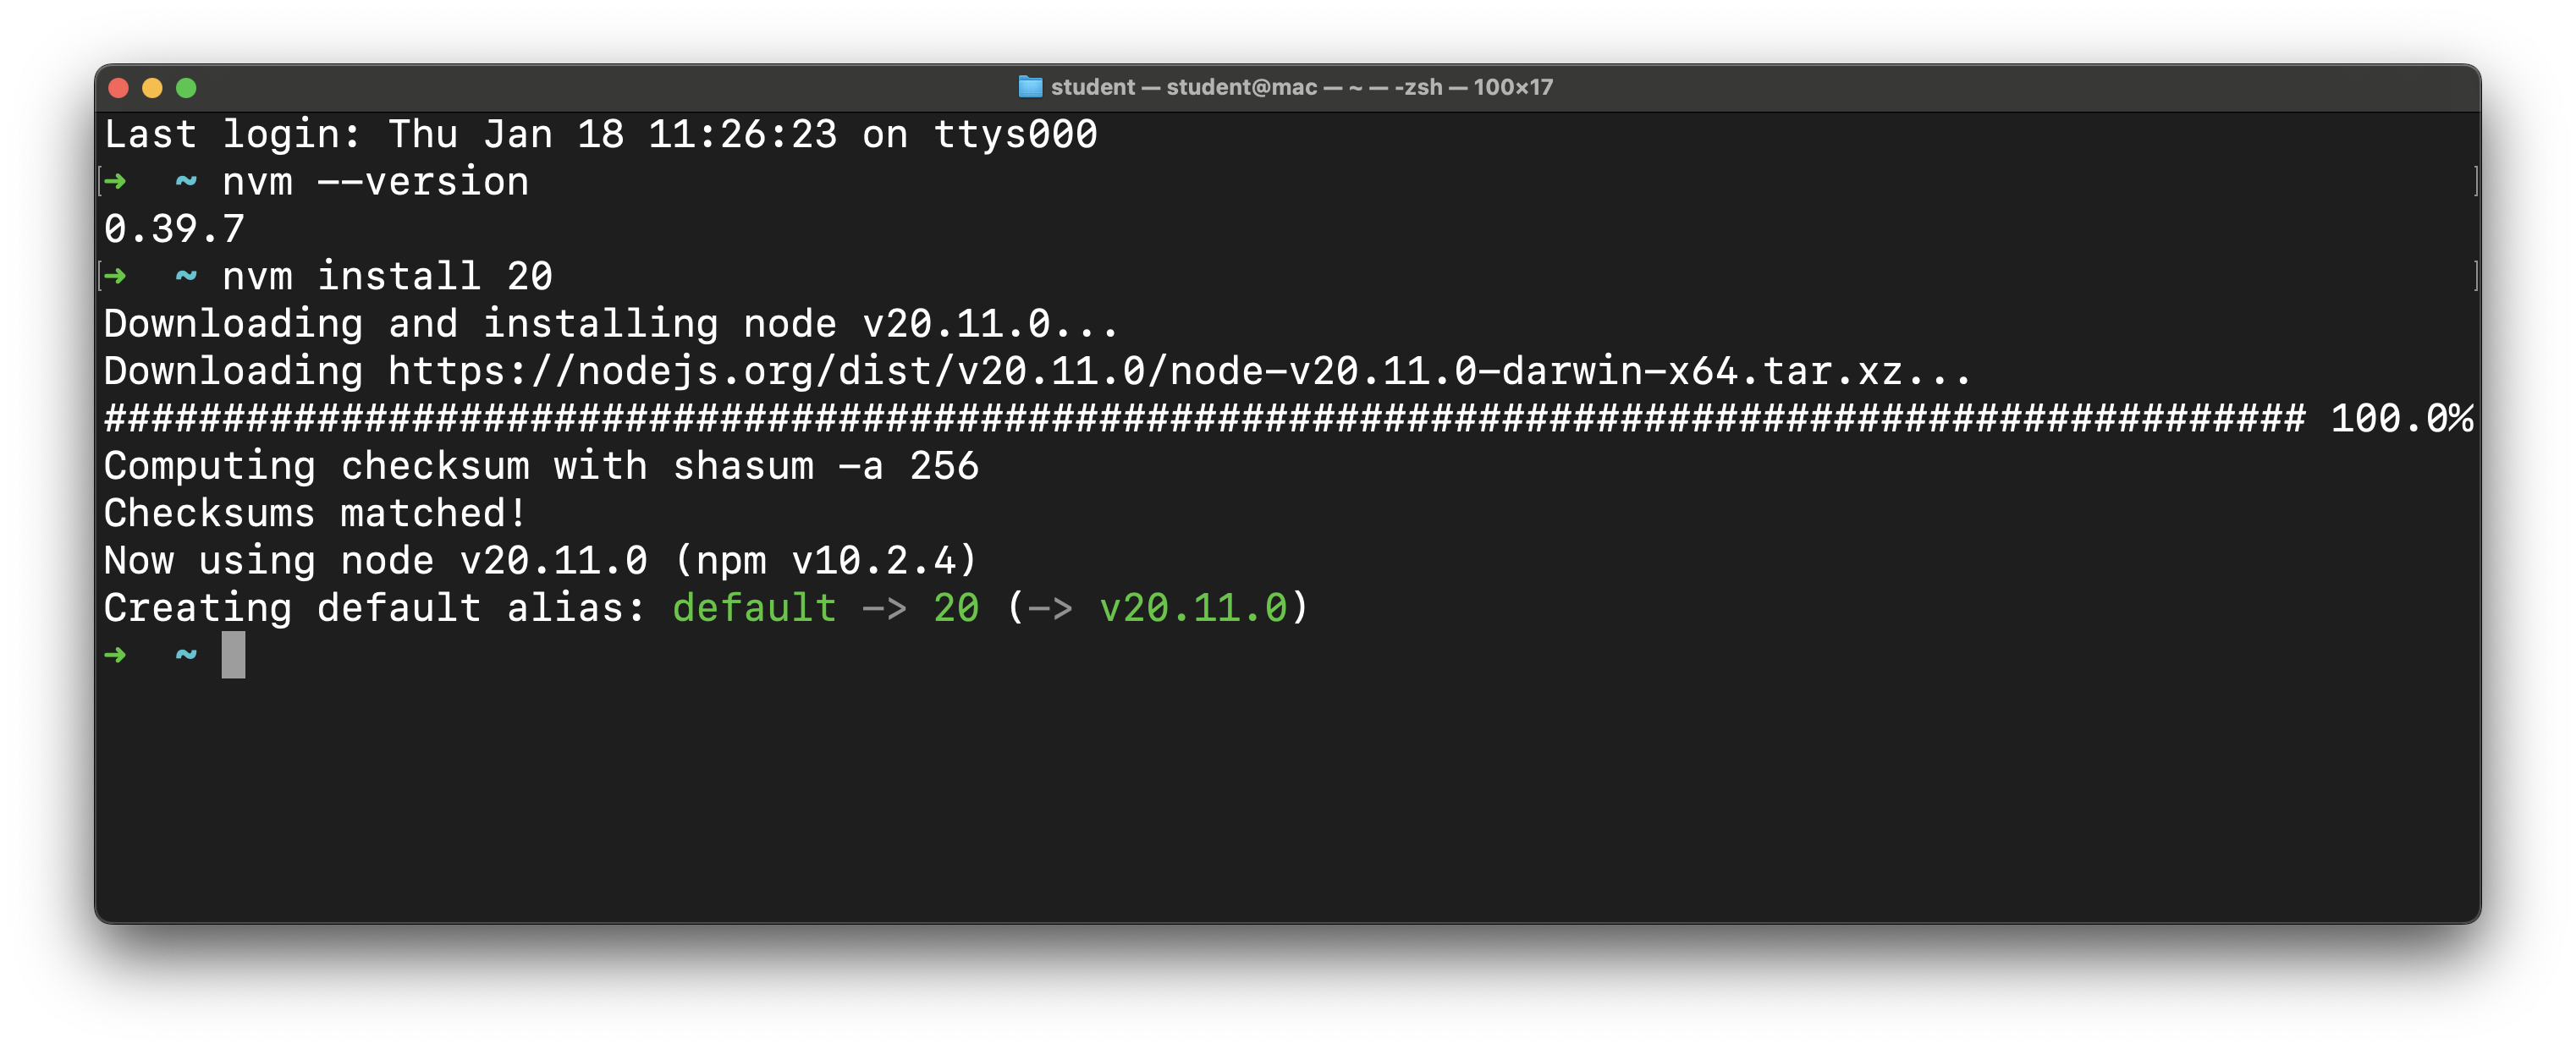 student — student@mac — ~ — -zsh — 100×17
Last login: Thu Jan 18 11:26:23 on ttys000
➜  ~ nvm --version
0.39.7
➜  ~ nvm install 20
Downloading and installing node v20.11.0...
Downloading https://nodejs.org/dist/v20.11.0/node-v20.11.0-darwin-x64.tar.xz...
############################################################################################# 100.0%
Computing checksum with shasum -a 256
Checksums matched!
Now using node v20.11.0 (npm v10.2.4)
Creating default alias: default -> 20 (-> v20.11.0)
➜  ~